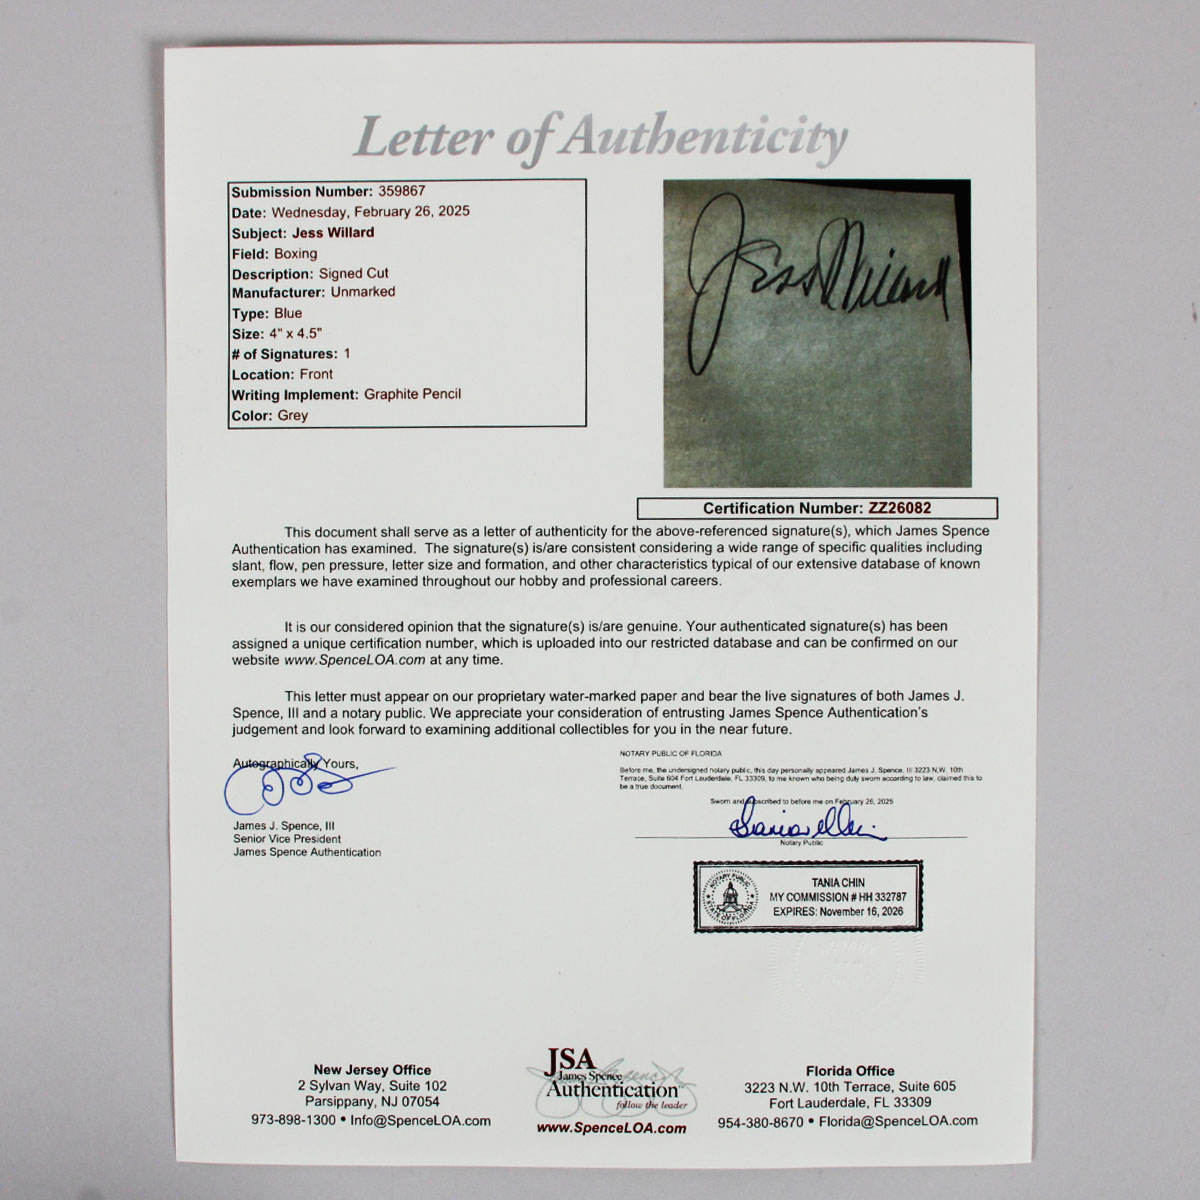 Letter of Authenticity
Submission Number: 359867
Date: Wednesday, February 26, 2025
Subject: Jess Willard
Field: Boxing
Description: Signed Cut
Manufacturer: Unmarked
Type: Blue
Size: 4" x 4.5"
# of Signatures: 1
Location: Front
Writing Implement: Graphite Pencil
Color: Grey
Jess Willard
Certification Number: ZZ26082
This document shall serve as a letter of authenticity for the above-referenced signature(s), which James Spence
Authentication has examined. The signature(s) is/are consistent considering a wide range of specific qualities including
slant, flow, pen pressure, letter size and formation, and other characteristics typical of our extensive database of known
exemplars we have examined throughout our hobby and professional careers.
It is our considered opinion that the signature(s) is/are genuine. Your authenticated signature(s) has been
assigned a unique certification number, which is uploaded into our restricted database and can be confirmed on our
website www.SpenceLOA.com at any time.
This letter must appear on our proprietary water-marked paper and bear the live signatures of both James J.
Spence, III and a notary public. We appreciate your consideration of entrusting James Spence Authentication's
judgement and look forward to examining additional collectibles for you in the near future.
Autographically Yours,
James J. Spence, III
Senior Vice President
James Spence Authentication
NOTARY PUBLIC OF FLORIDA
Before me, the undersigned notary public, this day personally appeared James J. Spence, III 3223 N.W. 10th
Terrace, Suite 604 Fort Lauderdale, FL 33309, to me known who being duly sworn according to law, claimed this to
be a true document.
Sworn and subscribed to before me on February 26, 2025
Notary Public
NOTARY PUBLIC
STATE OF FLORIDA
TANIA CHIN
MY COMMISSION # HH 332787
EXPIRES: November 16, 2026
New Jersey Office
2 Sylvan Way, Suite 102
Parsippany, NJ 07054
973-898-1300 • Info@SpenceLOA.com
JSA
James Spence
Authentication
follow the leader
www.SpenceLOA.com
Florida Office
3223 N.W. 10th Terrace, Suite 605
Fort Lauderdale, FL 33309
954-380-8670 • Florida@SpenceLOA.com